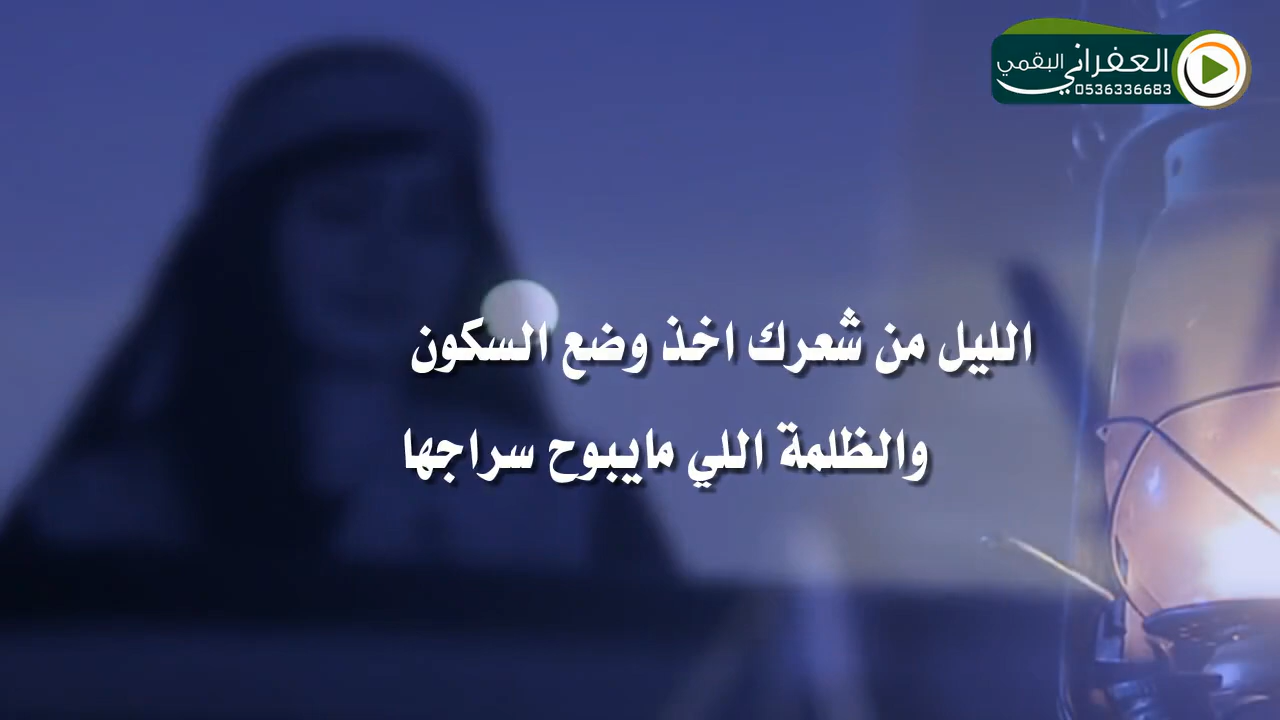 العفراني البقمي
0536336683
الليل من شعرك اخذ وضع السكون
والظلمة اللي مايبوح سراجها